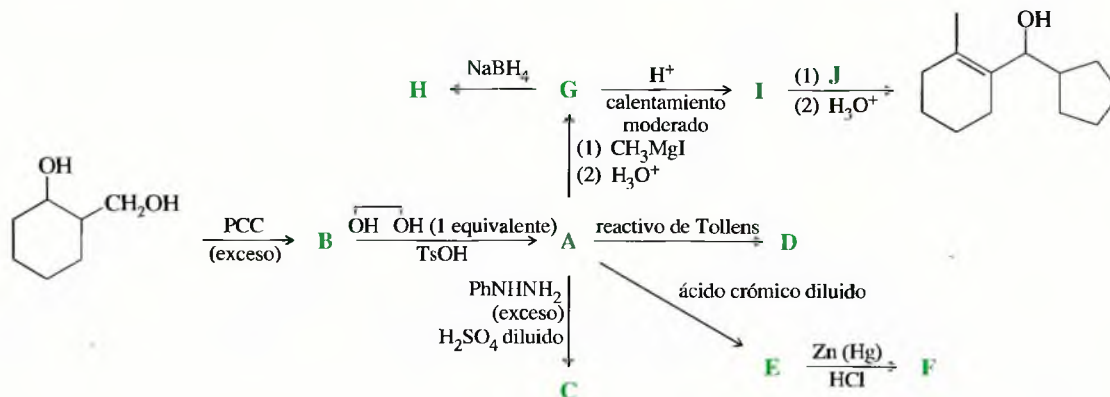 OH
NaBH₄
H⁺
(1) J
H
G
I
calentamiento
(2) H₃O⁺
moderado
(1) CH₃MgI
(2) H₃O⁺
OH
CH₂OH
PCC
OH OH (1 equivalente)
reactivo de Tollens
B
A
D
(exceso)
TsOH
PhNHNH₂
(exceso)
H₂SO₄ diluido
ácido crómico diluido
Zn (Hg)
E
F
HCl
C